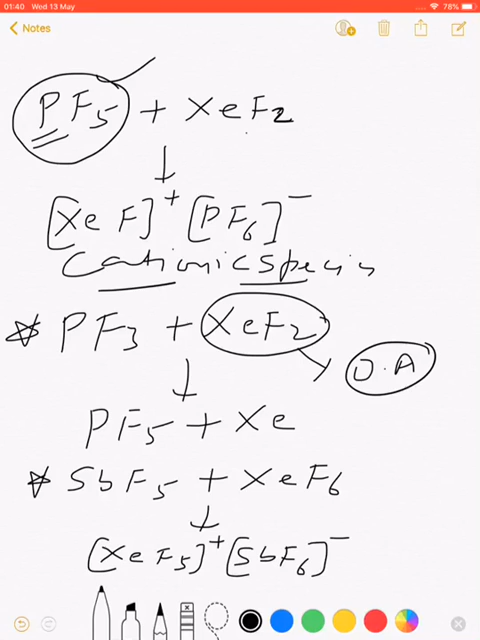 01:40 Wed 13 May 78%
Notes
PF5 + XeF2
↓
[XeF]+ [PF6]−
Cationic species
☆ PF3 + XeF2 → O.A
↓
PF5 + Xe
☆ SbF5 + XeF6
↓
[XeF5]+ [SbF6]−